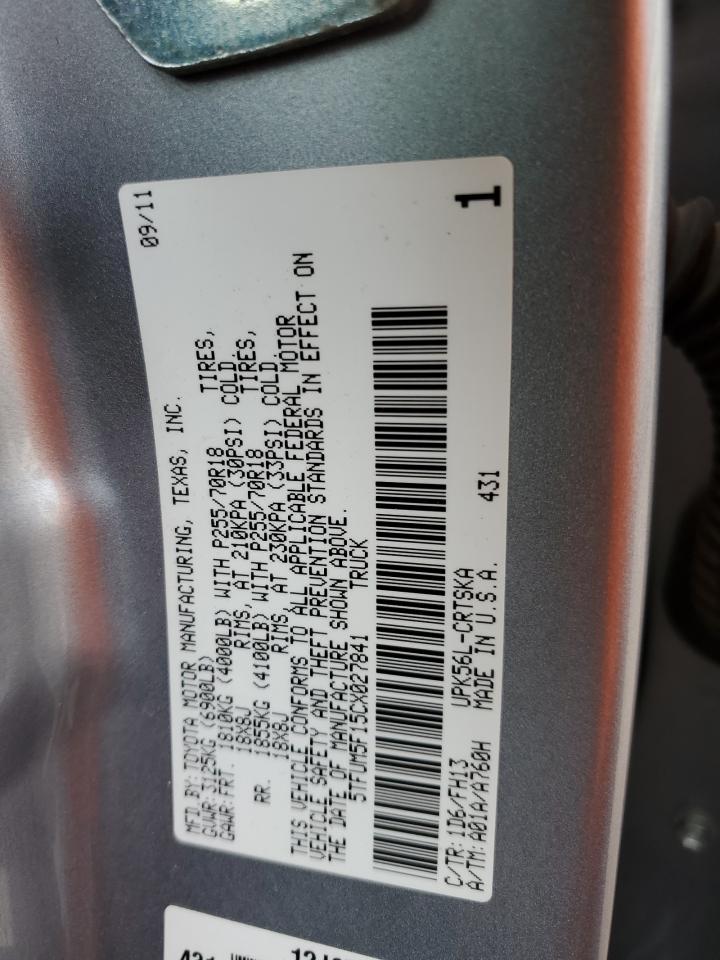 MFD.BY:TOYOTA MOTOR MANUFACTURING, TEXAS, INC. 09/11
GVWR:3125KG (6900LB)
GAWR:FRT. 1810KG (4000LB) WITH P255/70R18 TIRES,
18X8J RIMS, AT 210KPA (30PSI) COLD.
RR. 1855KG (4100LB) WITH P255/70R18 TIRES,
18X8J RIMS, AT 230KPA (33PSI) COLD.
THIS VEHICLE CONFORMS TO ALL APPLICABLE FEDERAL MOTOR
VEHICLE SAFETY AND THEFT PREVENTION STANDARDS IN EFFECT ON
THE DATE OF MANUFACTURE SHOWN ABOVE.
5TFUM5F15CX027841 TRUCK
C/TR:1D6/FH13 UPK56L-CRTSKA
A/TM:A01A/A760H MADE IN U.S.A. 431
1